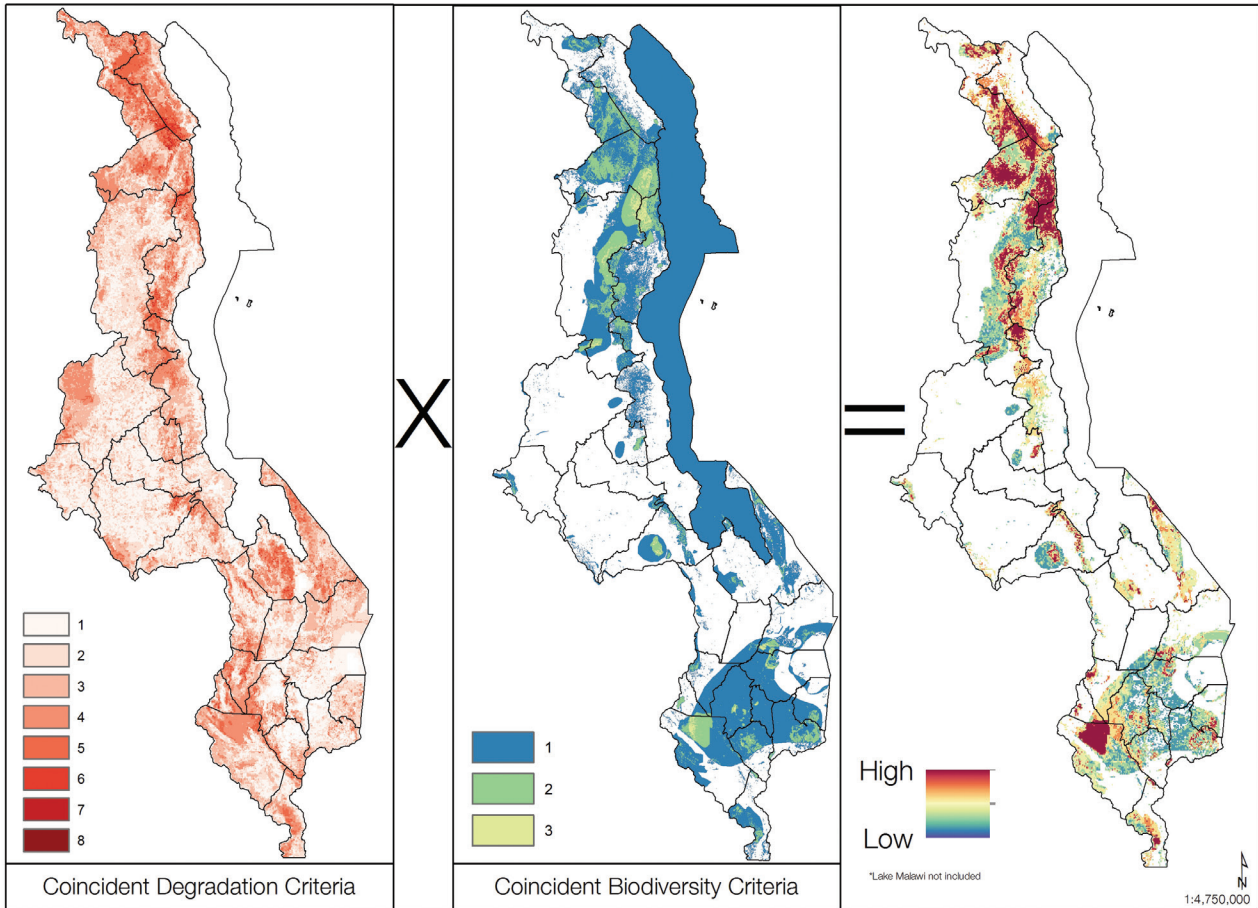 1
2
3
4
5
6
7
8
Coincident Degradation Criteria
X
1
2
3
Coincident Biodiversity Criteria
=
High
Low
*Lake Malawi not included
N
1:4,750,000